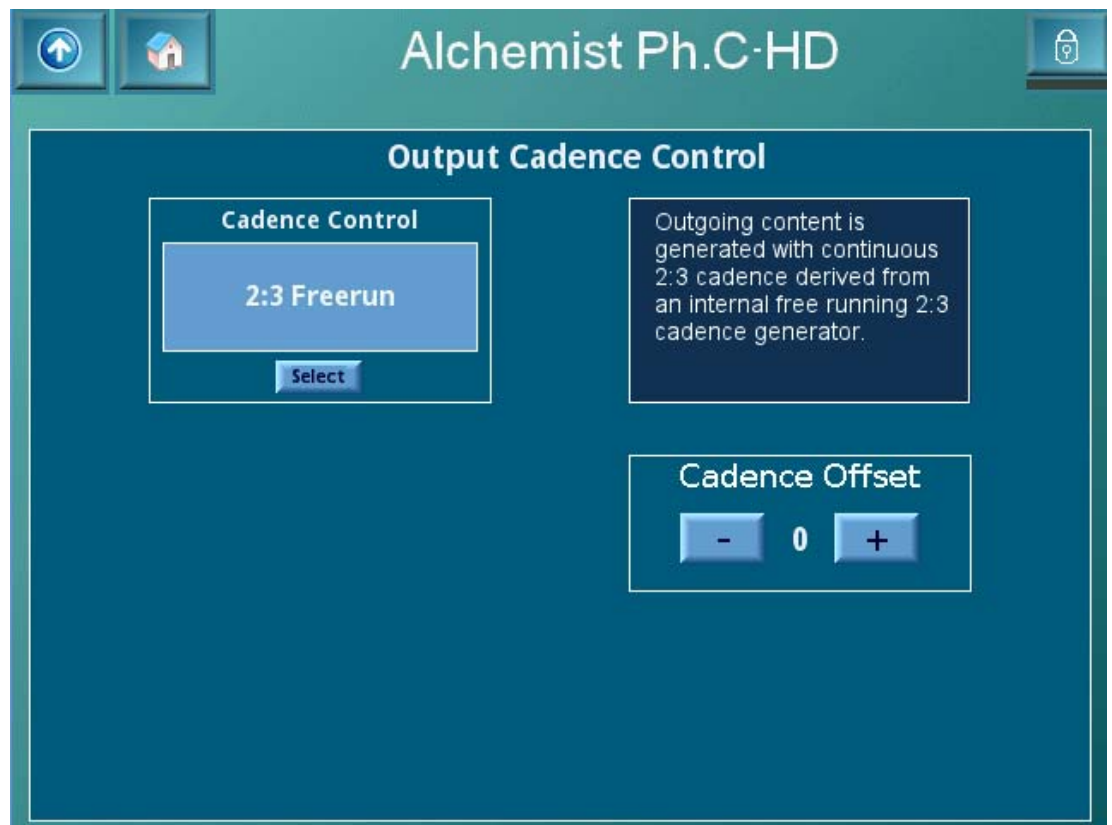 Alchemist Ph.C-HD
Output Cadence Control
Cadence Control
2:3 Freerun
Select
Outgoing content is
generated with continuous
2:3 cadence derived from
an internal free running 2:3
cadence generator.
Cadence Offset
- 0 +